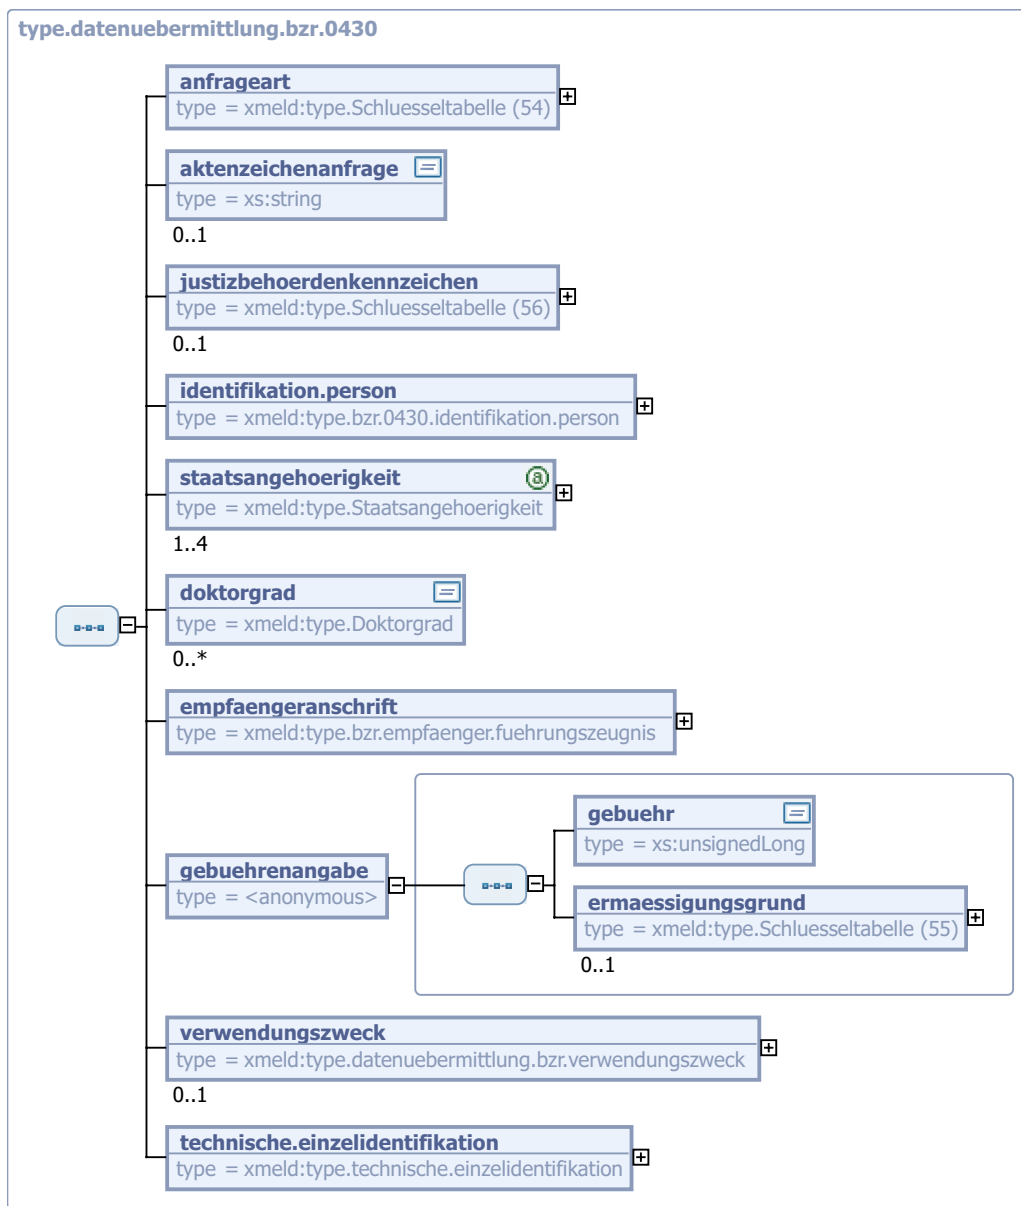 type.datenuebermittlung.bzr.0430
anfrageart
type = xmeld:type.Schluesseltabelle (54)
aktenzeichenanfrage
type = xs:string
0..1
justizbehoerdenkennzeichen
type = xmeld:type.Schluesseltabelle (56)
0..1
identifikation.person
type = xmeld:type.bzr.0430.identifikation.person
staatsangehoerigkeit
a
type = xmeld:type.Staatsangehoerigkeit
1..4
doktorgrad
type = xmeld:type.Doktorgrad
0..*
empfaengeranschrift
type = xmeld:type.bzr.empfaenger.fuehrungszeugnis
gebuehrenangabe
type = <anonymous>
gebuehr
type = xs:unsignedLong
ermaessigungsgrund
type = xmeld:type.Schluesseltabelle (55)
0..1
verwendungszweck
type = xmeld:type.datenuebermittlung.bzr.verwendungszweck
0..1
technische.einzelidentifikation
type = xmeld:type.technische.einzelidentifikation